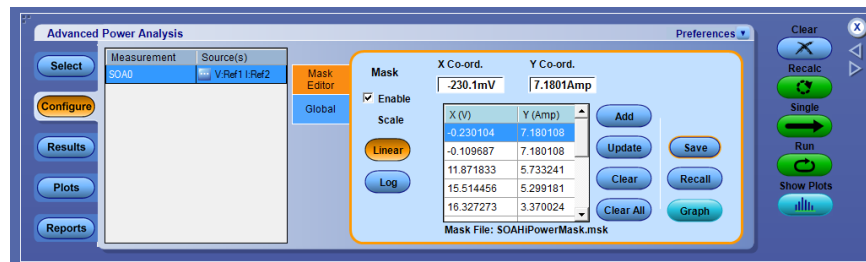 Advanced Power Analysis
Preferences
Clear
X
Select
Configure
Results
Plots
Reports
Measurement Source(s)
SOA0 V:Ref1 I:Ref2
Mask Editor
Global
Mask
Enable
Scale
Linear
Log
X Co-ord. Y Co-ord.
-230.1mV 7.1801Amp
X (V) Y (Amp)
-0.230104 7.180108
-0.109687 7.180108
11.871833 5.733241
15.514456 5.299181
16.327273 3.370024
Mask File: SOAHiPowerMask.msk
Add
Update
Clear
Clear All
Save
Recall
Graph
Recalc
Single
Run
Show Plots